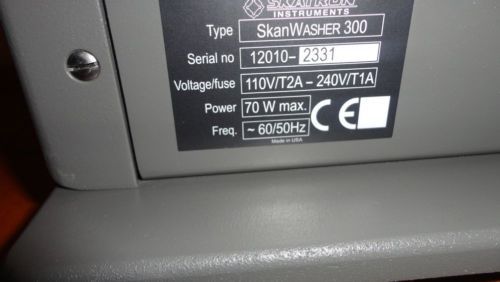 SKATRON
INSTRUMENTS
Type SkanWasher 300
Serial no 12010- 2331
Voltage/fuse 110V/T2A – 240V/T1A
Power 70 W max.
Freq. ~ 60/50Hz
CE
Made in USA